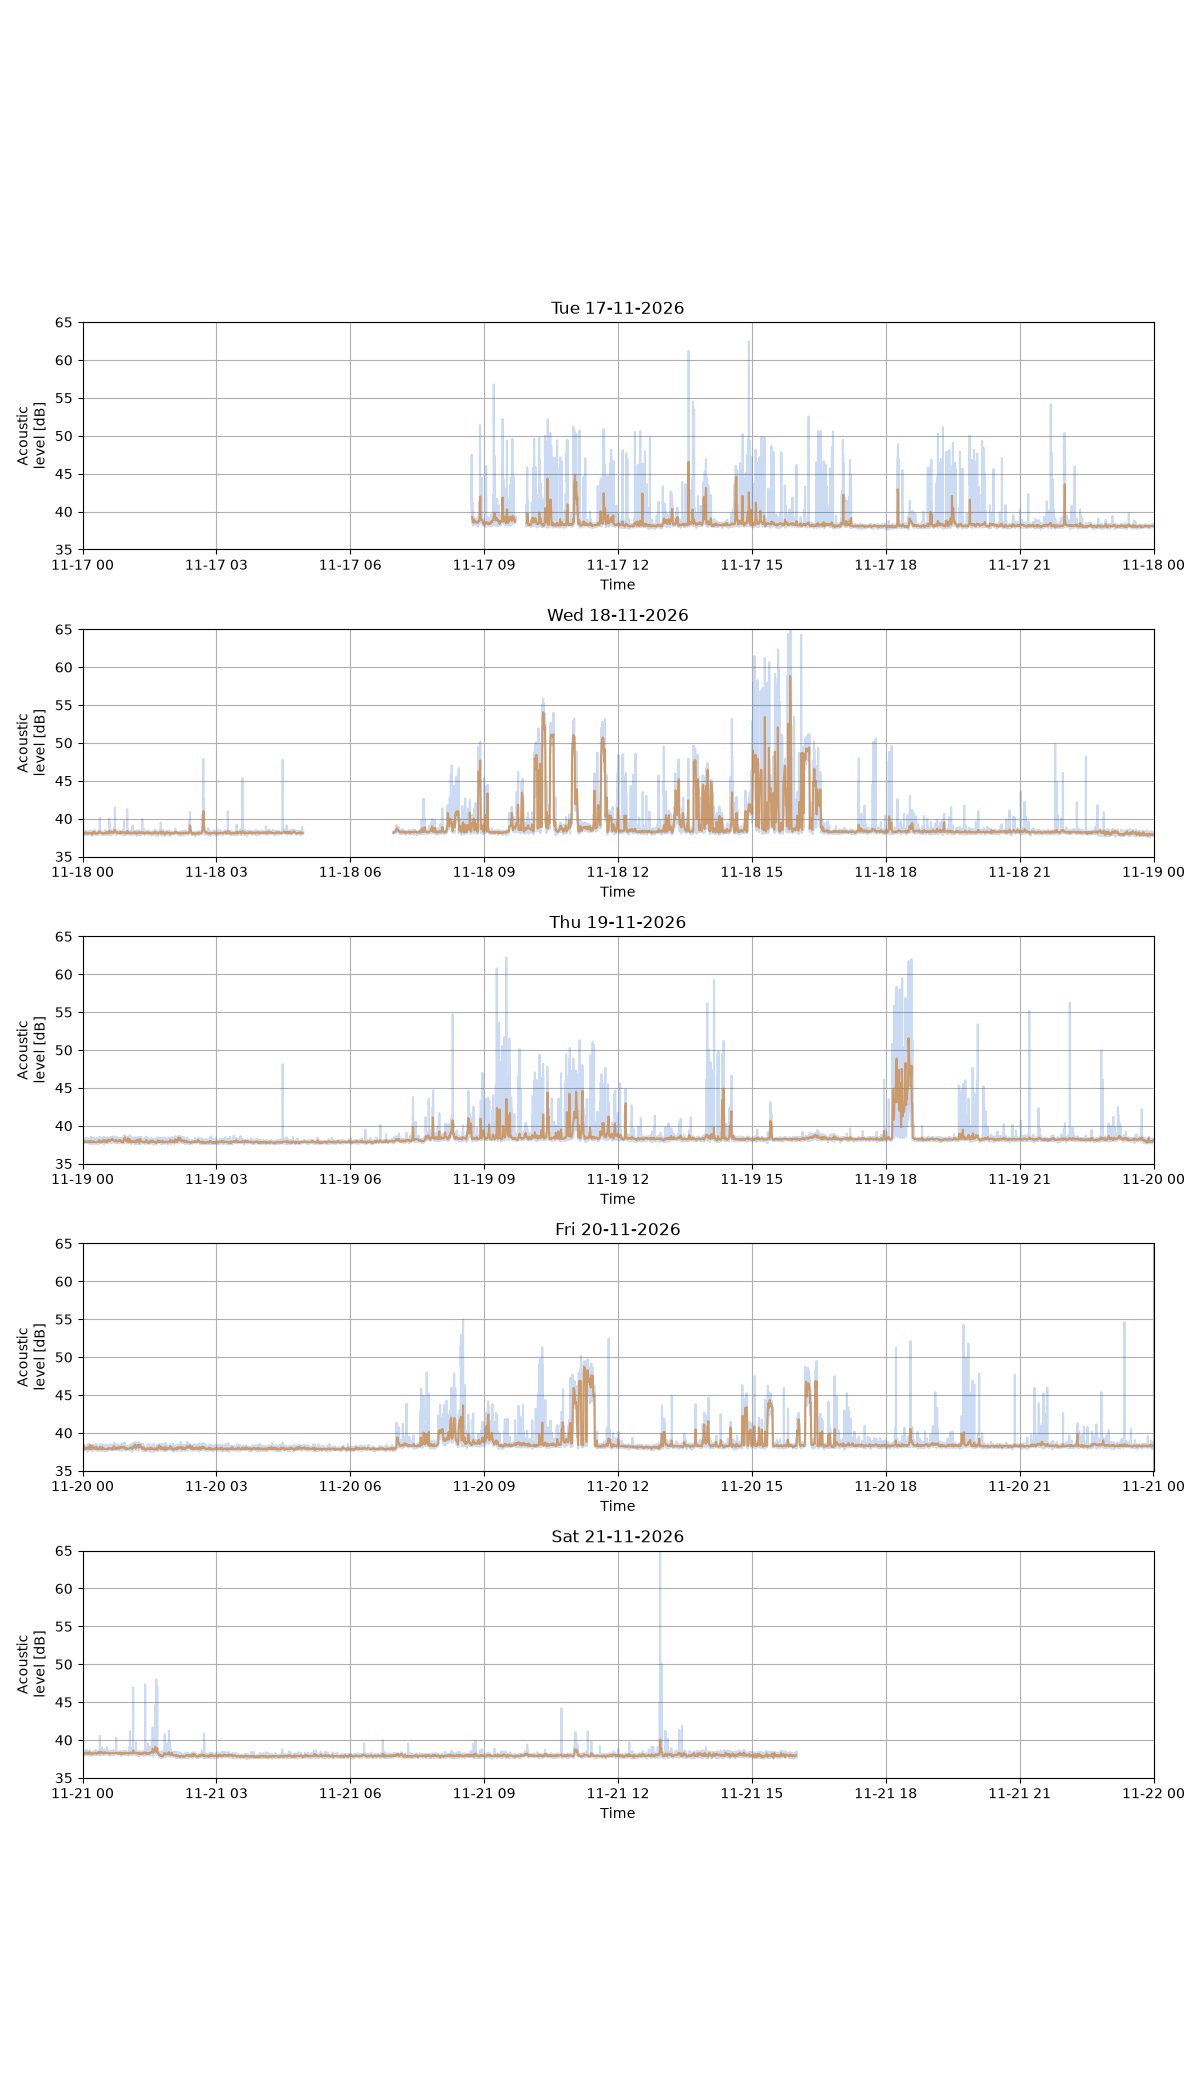 Tue 17-11-2026
Acoustic
level [dB]
65
60
55
50
45
40
35
11-17 00 11-17 03 11-17 06 11-17 09 11-17 12 11-17 15 11-17 18 11-17 21 11-18 00
Time
Wed 18-11-2026
Acoustic
level [dB]
65
60
55
50
45
40
35
11-18 00 11-18 03 11-18 06 11-18 09 11-18 12 11-18 15 11-18 18 11-18 21 11-19 00
Time
Thu 19-11-2026
Acoustic
level [dB]
65
60
55
50
45
40
35
11-19 00 11-19 03 11-19 06 11-19 09 11-19 12 11-19 15 11-19 18 11-19 21 11-20 00
Time
Fri 20-11-2026
Acoustic
level [dB]
65
60
55
50
45
40
35
11-20 00 11-20 03 11-20 06 11-20 09 11-20 12 11-20 15 11-20 18 11-20 21 11-21 00
Time
Sat 21-11-2026
Acoustic
level [dB]
65
60
55
50
45
40
35
11-21 00 11-21 03 11-21 06 11-21 09 11-21 12 11-21 15 11-21 18 11-21 21 11-22 00
Time